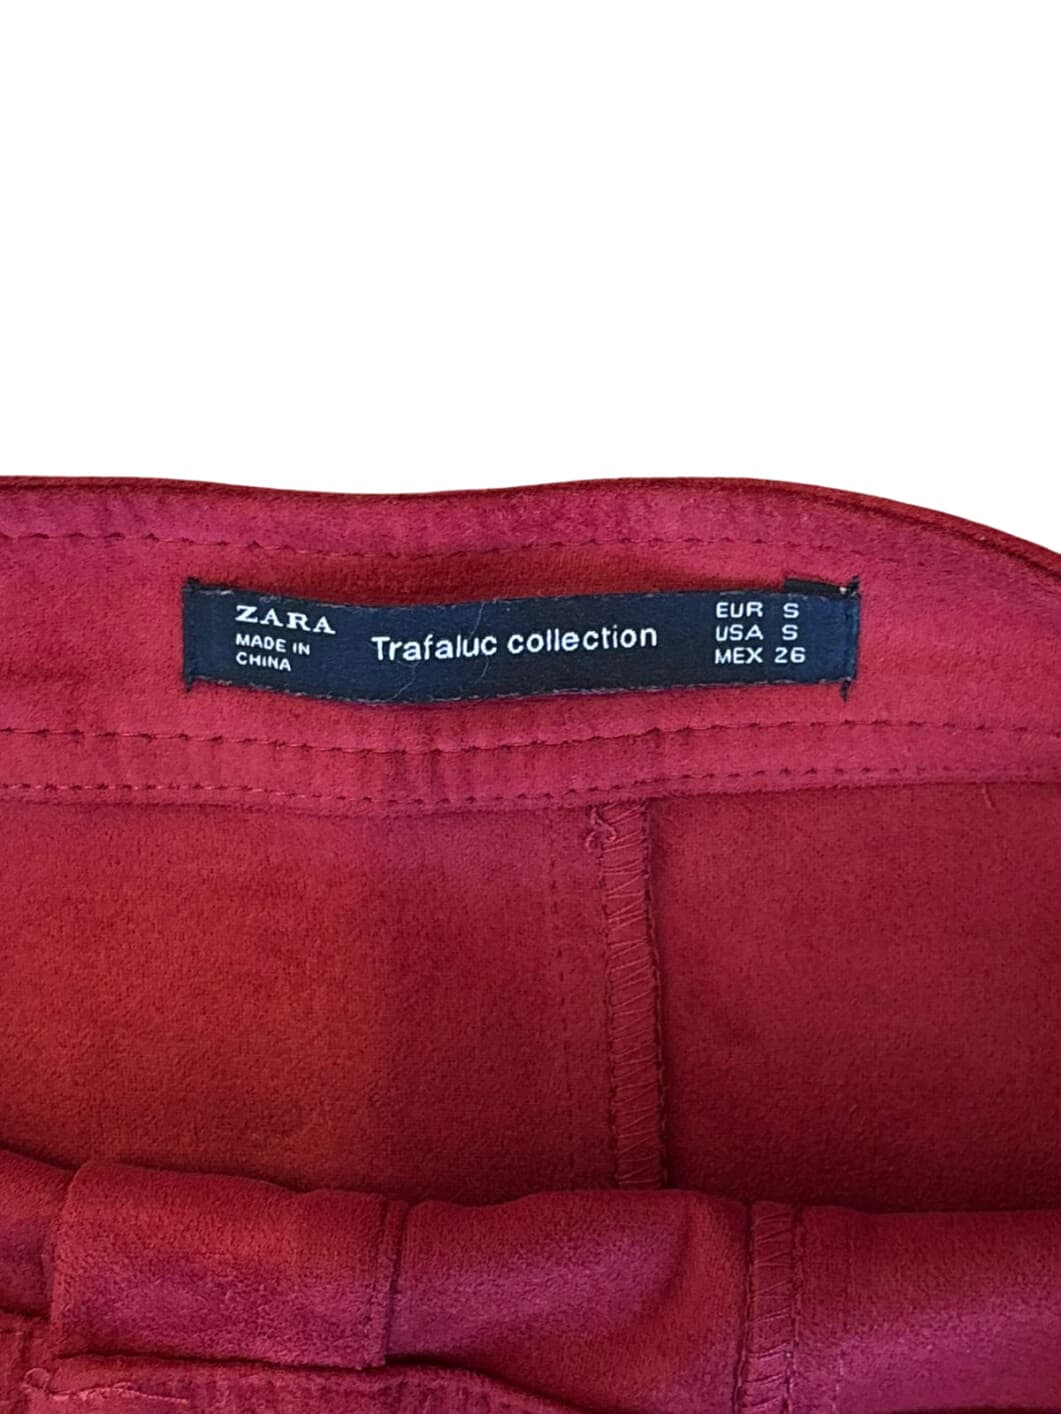 ZARA
MADE IN
CHINA
Trafaluc collection
EUR S
USA S
MEX 26